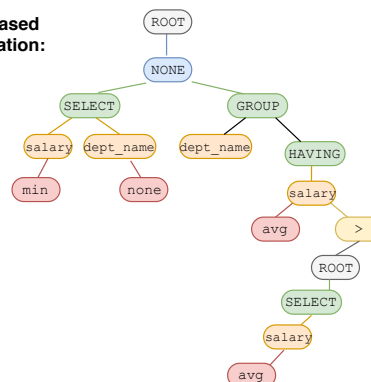 ased
ation:
ROOT
NONE
SELECT GROUP
salary dept_name dept_name
HAVING
min none salary
avg >
ROOT
SELECT
salary
avg